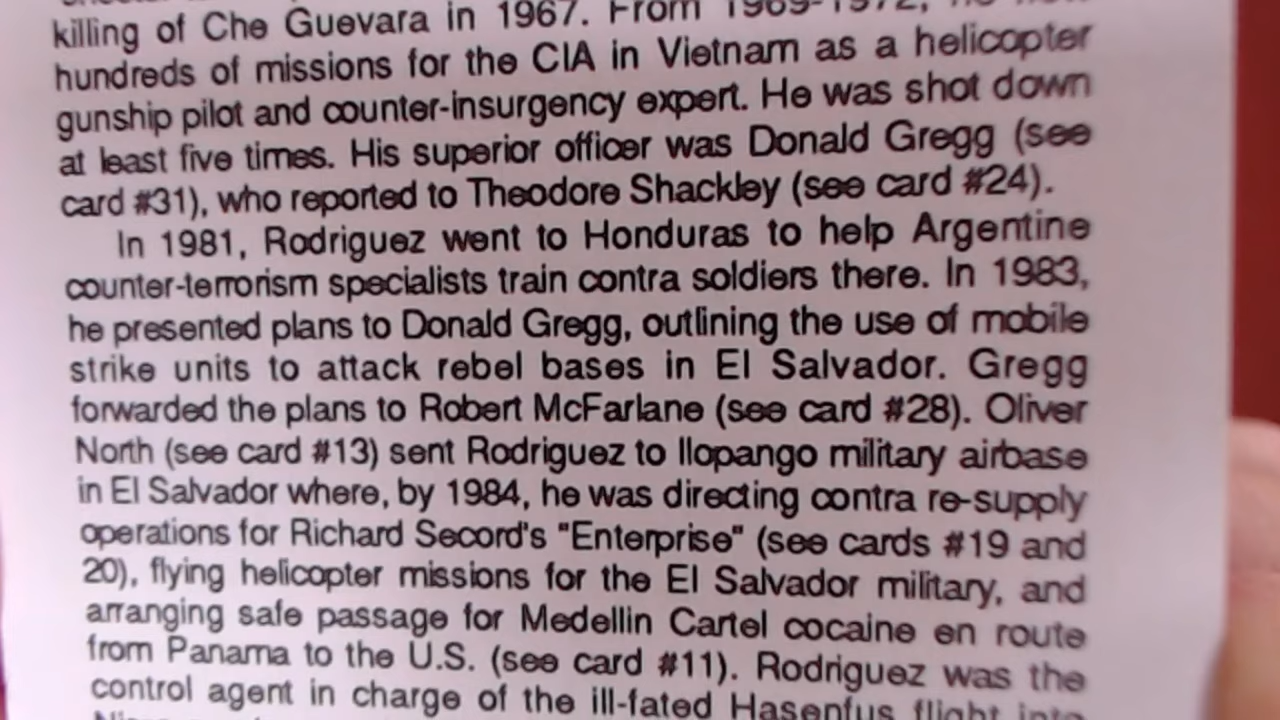 killing of Che Guevara in 1967. From 1969-1972, he
hundreds of missions for the CIA in Vietnam as a helicopter
gunship pilot and counter-insurgency expert. He was shot down
at least five times. His superior officer was Donald Gregg (see
card #31), who reported to Theodore Shackley (see card #24).
In 1981, Rodriguez went to Honduras to help Argentine
counter-terrorism specialists train contra soldiers there. In 1983,
he presented plans to Donald Gregg, outlining the use of mobile
strike units to attack rebel bases in El Salvador. Gregg
forwarded the plans to Robert McFarlane (see card #28). Oliver
North (see card #13) sent Rodriguez to Ilopango military airbase
in El Salvador where, by 1984, he was directing contra re-supply
operations for Richard Secord's "Enterprise" (see cards #19 and
20), flying helicopter missions for the El Salvador military, and
arranging safe passage for Medellin Cartel cocaine en route
from Panama to the U.S. (see card #11). Rodriguez was the
control agent in charge of the ill-fated Hasenfus flight into